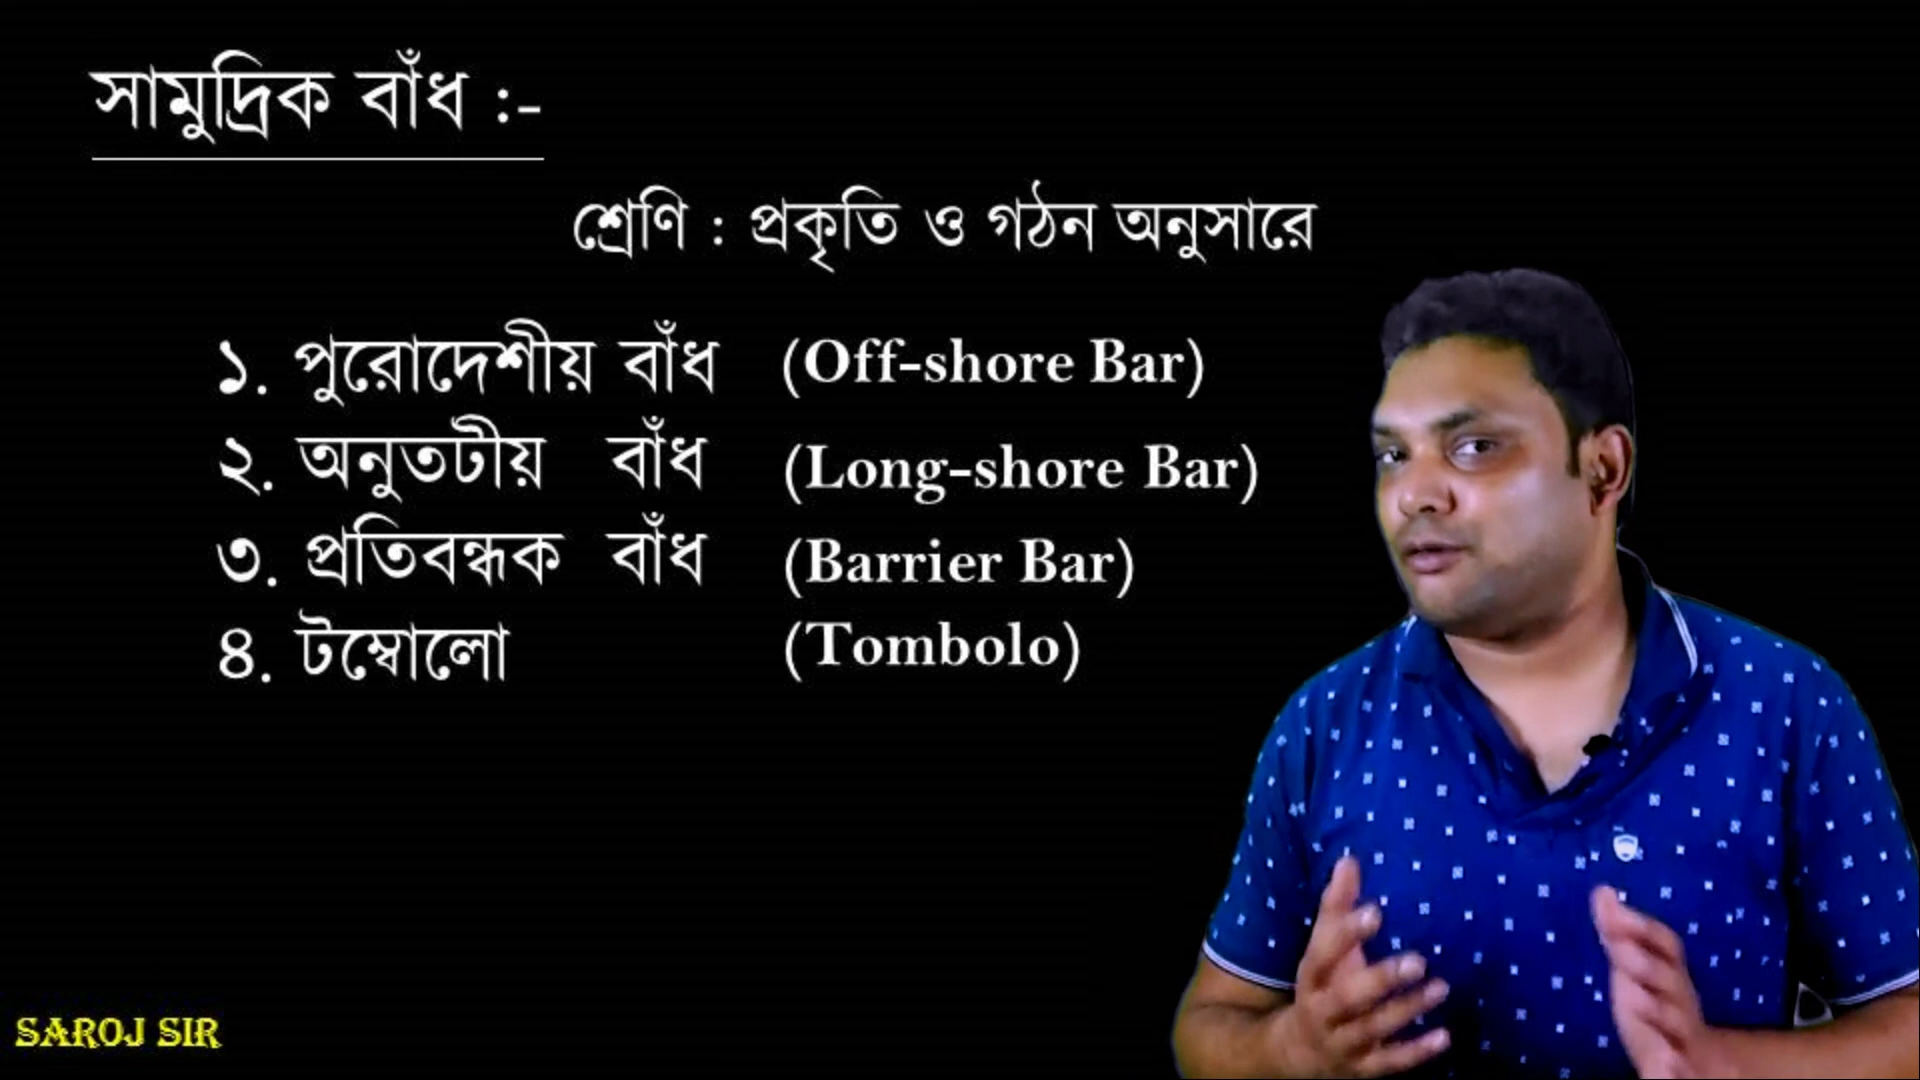 সামুদ্রিক বাঁধ :-
শ্রেণি : প্রকৃতি ও গঠন অনুসারে
১. পুরোদেশীয় বাঁধ (Off-shore Bar)
২. অনুতটীয় বাঁধ (Long-shore Bar)
৩. প্রতিবন্ধক বাঁধ (Barrier Bar)
৪. টম্বোলো (Tombolo)
SAROJ SIR